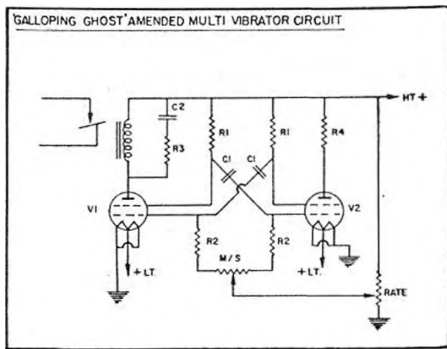 'GALLOPING GHOST' AMENDED MULTI VIBRATOR CIRCUIT
HT +
C2
R1
R1
R4
R3
C1
C1
V1
V2
R2
R2
+ LT.
M/S
+ LT.
RATE